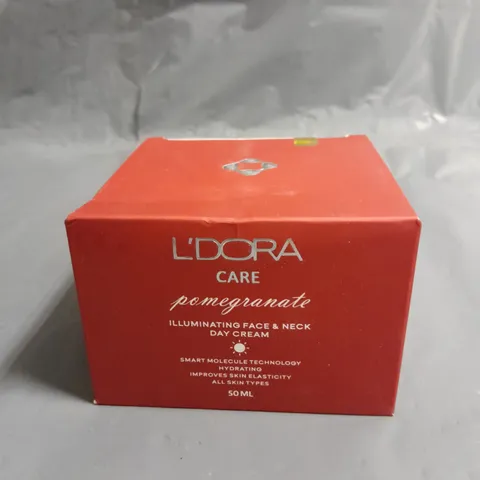 L'DORA
CARE
pomegranate
ILLUMINATING FACE & NECK
DAY CREAM
SMART MOLECULE TECHNOLOGY
HYDRATING
IMPROVES SKIN ELASTICITY
ALL SKIN TYPES
50 ML